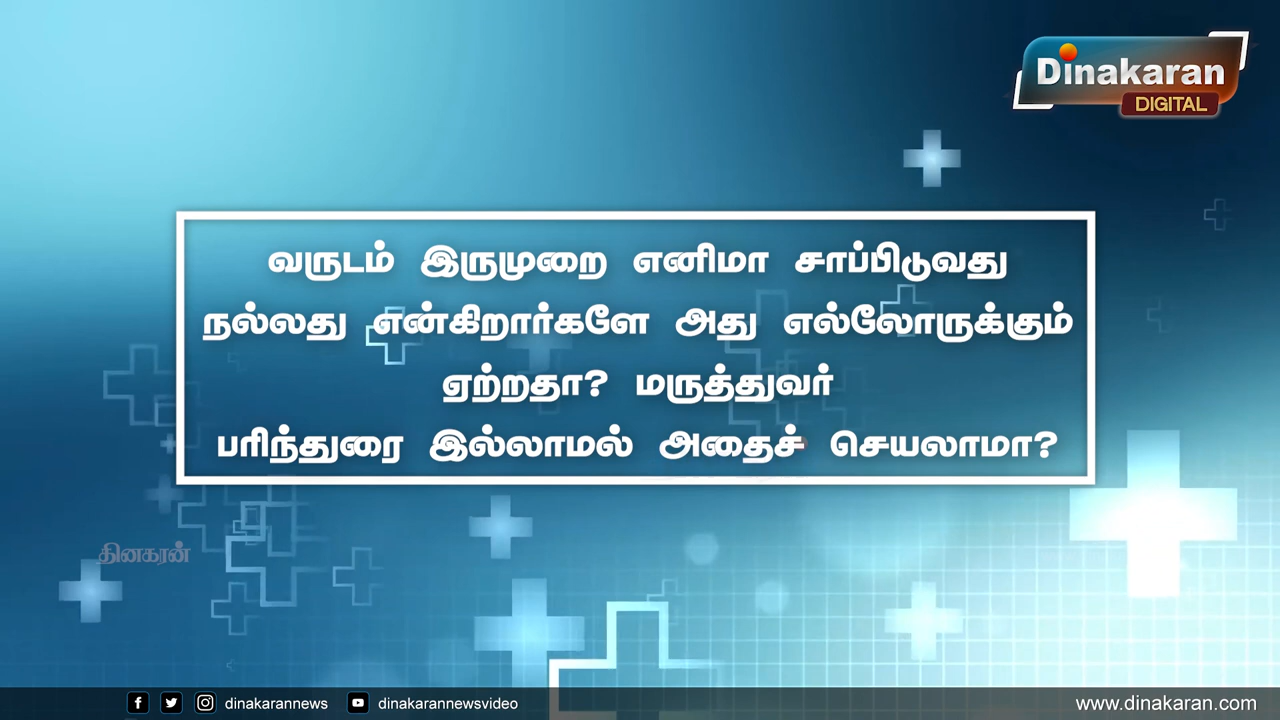 Dinakaran
DIGITAL
வருடம் இருமுறை எனிமா சாப்பிடுவது
நல்லது என்கிறார்களே அது எல்லோருக்கும்
ஏற்றதா? மருத்துவர்
பரிந்துரை இல்லாமல் அதைச் செயலாமா?
தினகரன்
dinakarannews dinakarannewsvideo www.dinakaran.com